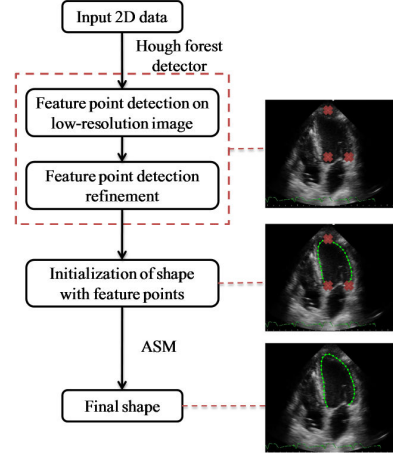 Input 2D data
Hough forest
detector
Feature point detection on
low-resolution image
Feature point detection
refinement
Initialization of shape
with feature points
ASM
Final shape